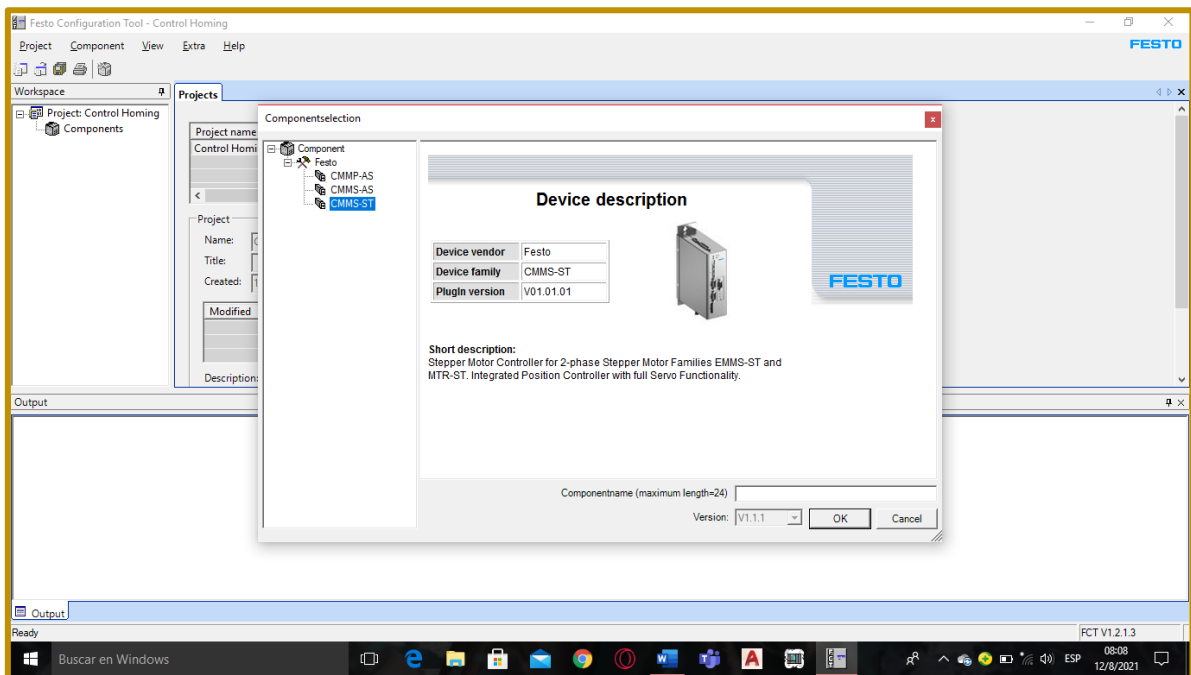 Festo Configuration Tool - Control Homing
Project Component View Extra Help
FESTO
Workspace
Projects
Project: Control Homing
Components
Project name
Control Homi
Project
Name:
Title:
Created:
Modified
Description:
Componentselection
Component
Festo
CMMP-AS
CMMS-AS
CMMS-ST
Device description
Device vendor Festo
Device family CMMS-ST
PlugIn version V01.01.01
FESTO
Short description:
Stepper Motor Controller for 2-phase Stepper Motor Families EMMS-ST and
MTR-ST. Integrated Position Controller with full Servo Functionality.
Componentname (maximum length=24)
Version: V1.1.1 OK Cancel
Output
Output
Ready
FCT V1.2.1.3
Buscar en Windows
ESP
08:08
12/8/2021